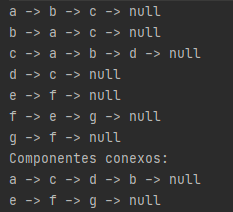 a -> b -> c -> null
b -> a -> c -> null
c -> a -> b -> d -> null
d -> c -> null
e -> f -> null
f -> e -> g -> null
g -> f -> null
Componentes conexos:
a -> c -> d -> b -> null
e -> f -> g -> null